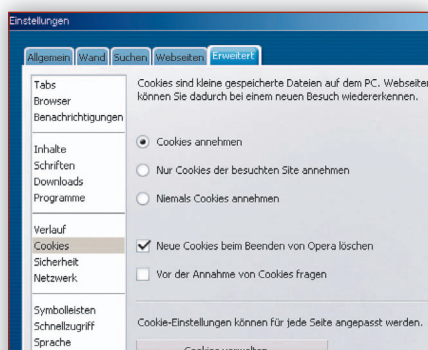 Einstellungen
Allgemein Wand Suchen Webseiten Erweitert
Tabs
Browser
Benachrichtigungen
Inhalte
Schriften
Downloads
Programme
Verlauf
Cookies
Sicherheit
Netzwerk
Symbolleisten
Schnellzugriff
Sprache
Cookies sind kleine gespeicherte Dateien auf dem PC. Webseiten
können Sie dadurch bei einem neuen Besuch wiedererkennen.
Cookies annehmen
Nur Cookies der besuchten Site annehmen
Niemals Cookies annehmen
Neue Cookies beim Beenden von Opera löschen
Vor der Annahme von Cookies fragen
Cookie-Einstellungen können für jede Seite angepasst werden.
Cookies verwalten